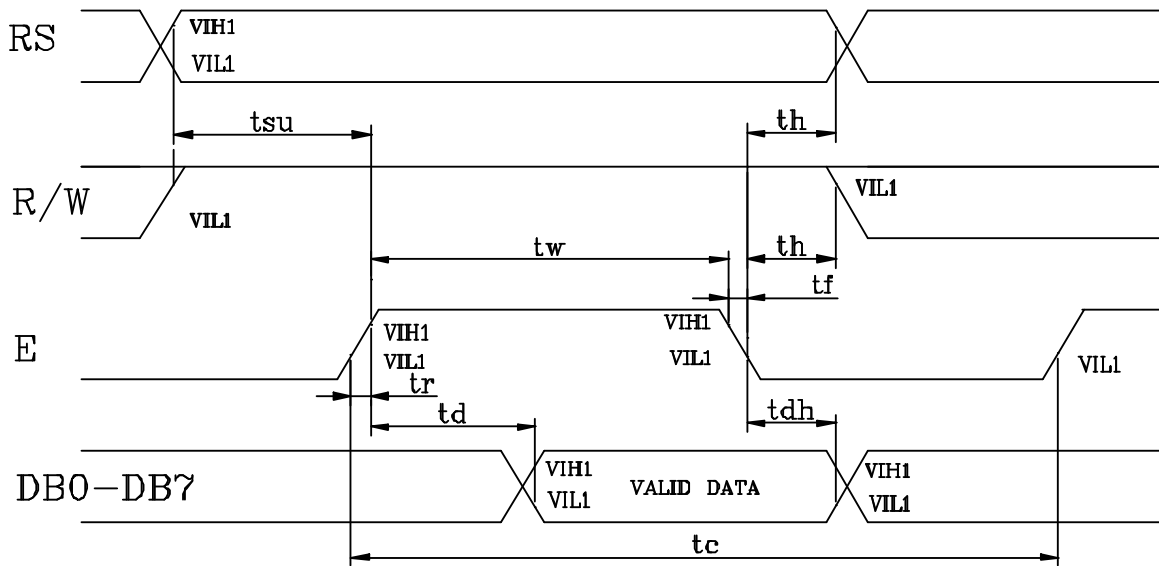 RS
VIH1
VIL1
tsu
th
R/W
VIL1
VIL1
tw
th
tf
E
VIH1
VIL1
VIH1
VIL1
VIL1
tr
td
tdh
DB0-DB7
VIH1
VIL1
VALID DATA
VIH1
VIL1
tc